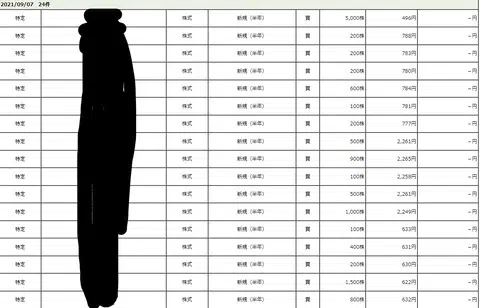 2021/09/07 24件
特定 株式 新規（半年） 買 5,000株 496円 -円
特定 株式 新規（半年） 買 200株 788円 -円
特定 株式 新規（半年） 買 200株 783円 -円
特定 株式 新規（半年） 買 200株 780円 -円
特定 株式 新規（半年） 買 600株 784円 -円
特定 株式 新規（半年） 買 100株 781円 -円
特定 株式 新規（半年） 買 200株 777円 -円
特定 株式 新規（半年） 買 500株 2,261円 -円
特定 株式 新規（半年） 買 900株 2,265円 -円
特定 株式 新規（半年） 買 100株 2,258円 -円
特定 株式 新規（半年） 買 500株 2,261円 -円
特定 株式 新規（半年） 買 1,000株 2,249円 -円
特定 株式 新規（半年） 買 100株 633円 -円
特定 株式 新規（半年） 買 400株 631円 -円
特定 株式 新規（半年） 買 200株 630円 -円
特定 株式 新規（半年） 買 1,500株 622円 -円
特定 株式 新規（半年） 買 800株 632円 -円